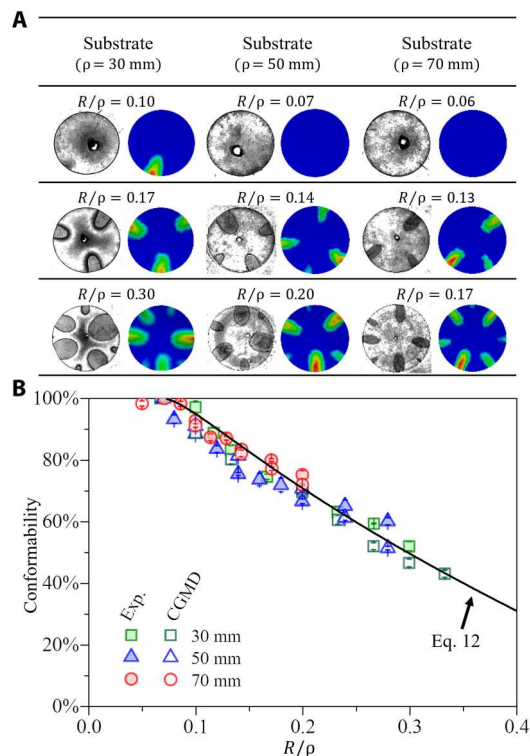 A
Substrate Substrate Substrate
(ρ = 30 mm) (ρ = 50 mm) (ρ = 70 mm)
R/ρ = 0.10 R/ρ = 0.07 R/ρ = 0.06
R/ρ = 0.17 R/ρ = 0.14 R/ρ = 0.13
R/ρ = 0.30 R/ρ = 0.20 R/ρ = 0.17
B
100%
80%
60%
40%
20%
0%
Conformability
Exp. CGMD
30 mm
50 mm
70 mm
Eq. 12
0.0 0.1 0.2 0.3 0.4
R/ρ